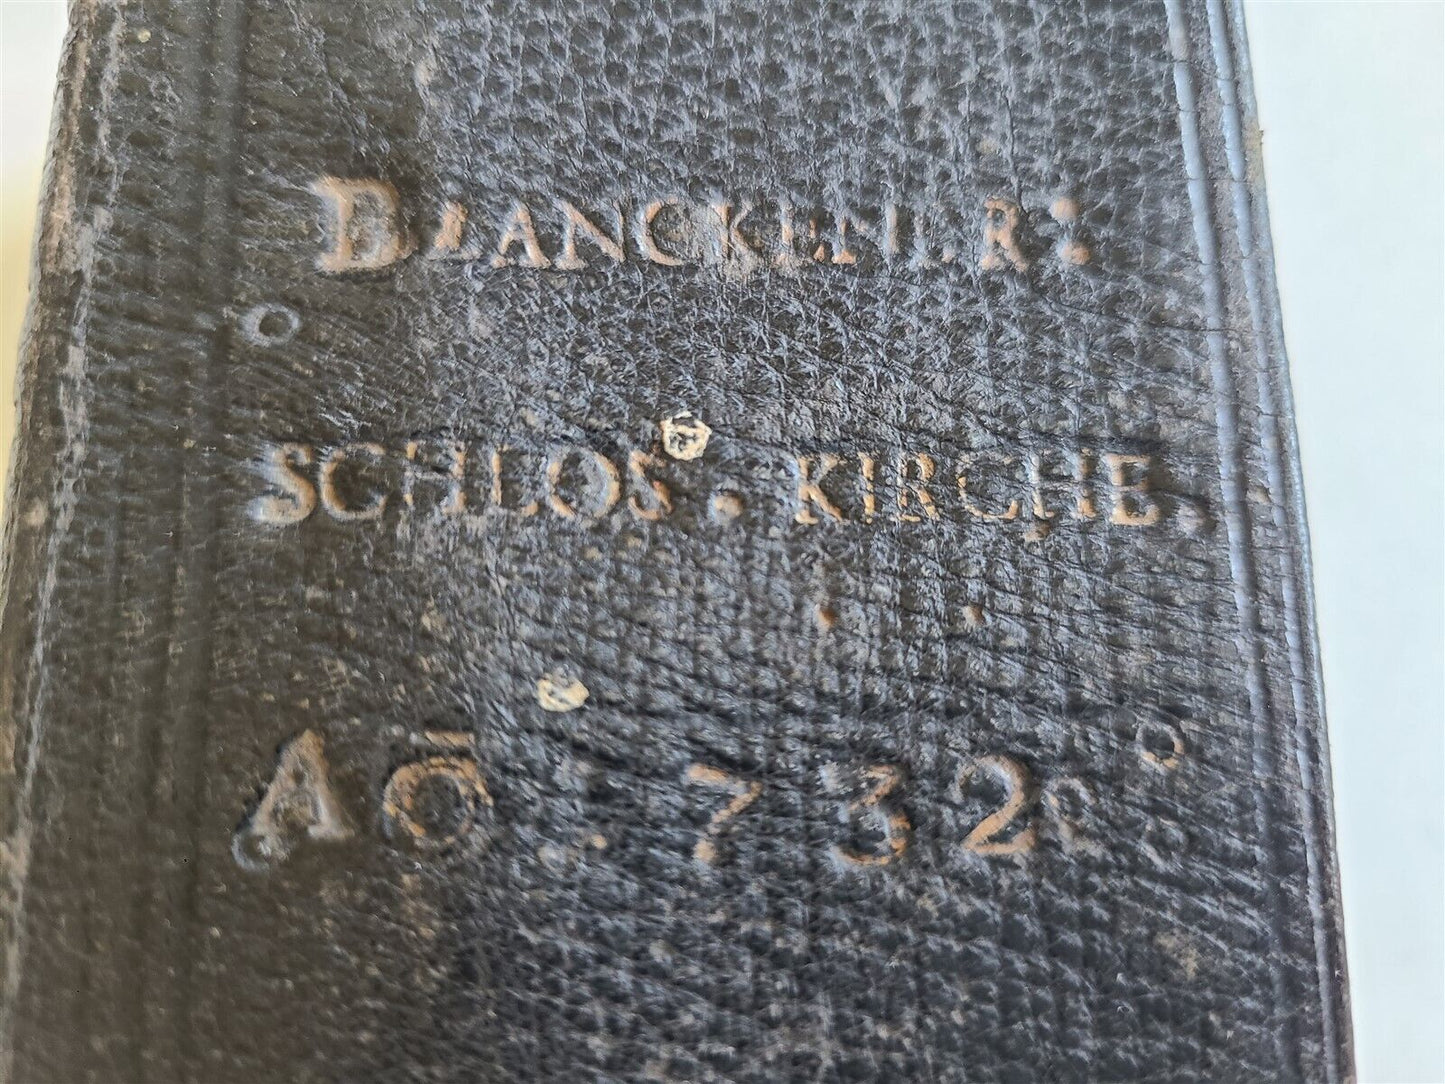 BLANCKENB.R:
SCHLOS. KIRCHE.
AŌ. 732